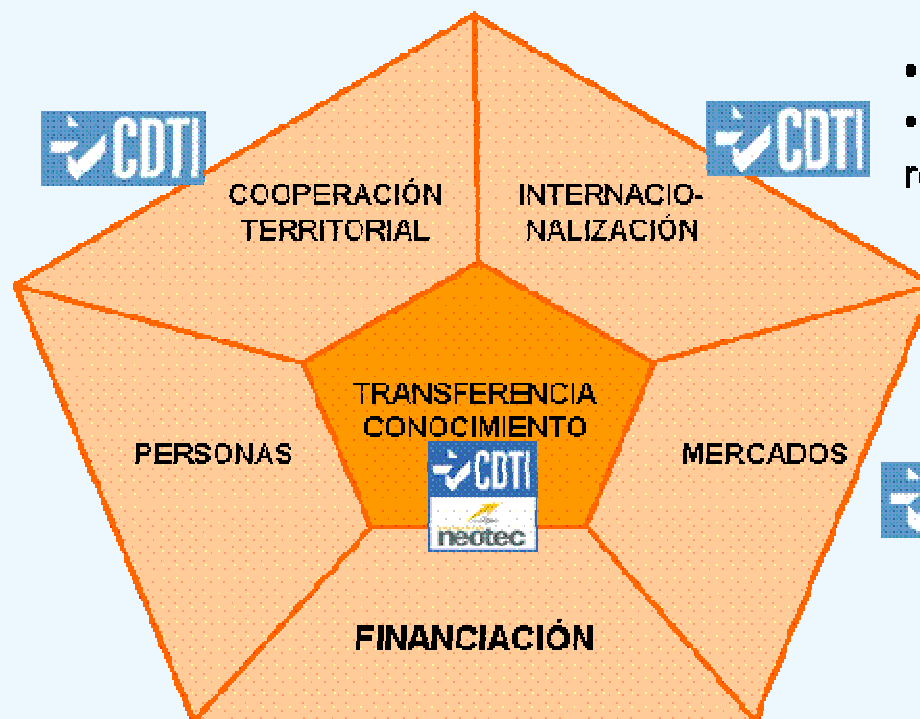 CDTI
CDTI
COOPERACIÓN
TERRITORIAL
INTERNACIO-
NALIZACIÓN
TRANSFERENCIA
CONOCIMIENTO
PERSONAS
MERCADOS
CDTI
neotec
FINANCIACIÓN